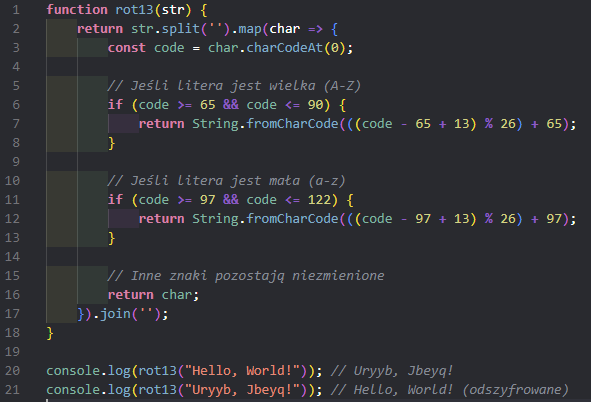 1 function rot13(str) {
2     return str.split('').map(char => {
3         const code = char.charCodeAt(0);
4
5         // Jeśli litera jest wielka (A-Z)
6         if (code >= 65 && code <= 90) {
7             return String.fromCharCode(((code - 65 + 13) % 26) + 65);
8         }
9
10         // Jeśli litera jest mała (a-z)
11         if (code >= 97 && code <= 122) {
12             return String.fromCharCode(((code - 97 + 13) % 26) + 97);
13         }
14
15         // Inne znaki pozostają niezmienione
16         return char;
17     }).join('');
18 }
19
20 console.log(rot13("Hello, World!")); // Uryyb, Jbeyq!
21 console.log(rot13("Uryyb, Jbeyq!")); // Hello, World! (odszyfrowane)